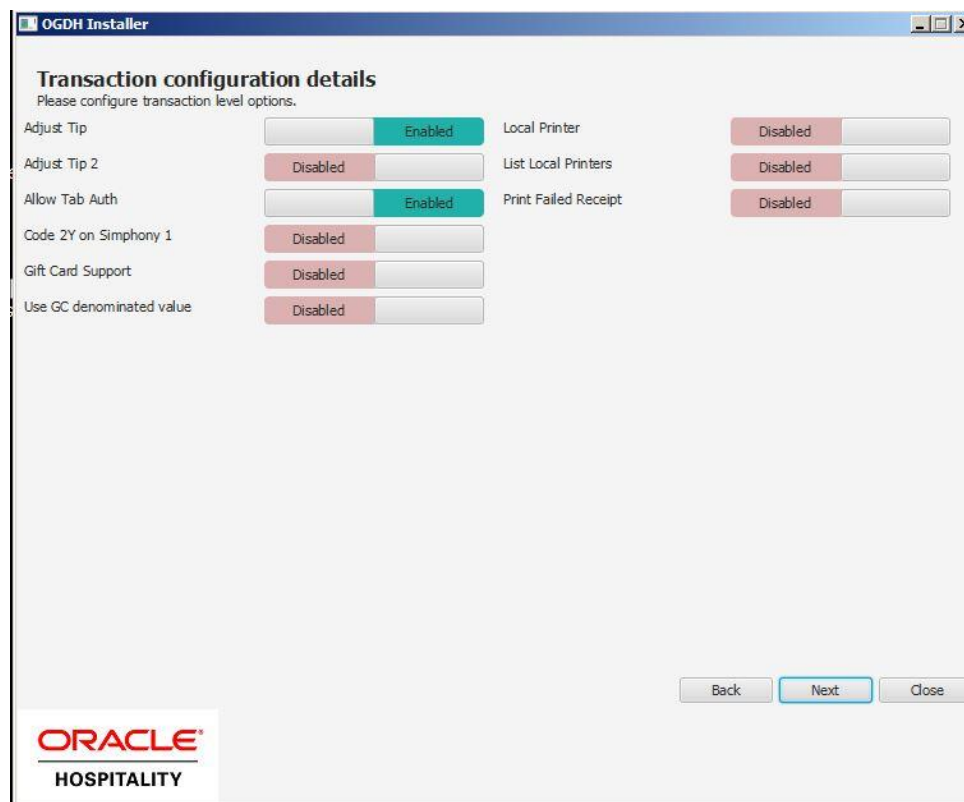 OGDH Installer
Transaction configuration details
Please configure transaction level options.
Adjust Tip Enabled
Adjust Tip 2 Disabled
Allow Tab Auth Enabled
Code 2Y on Simphony 1 Disabled
Gift Card Support Disabled
Use GC denominated value Disabled
Local Printer Disabled
List Local Printers Disabled
Print Failed Receipt Disabled
Back Next Close
ORACLE®
HOSPITALITY